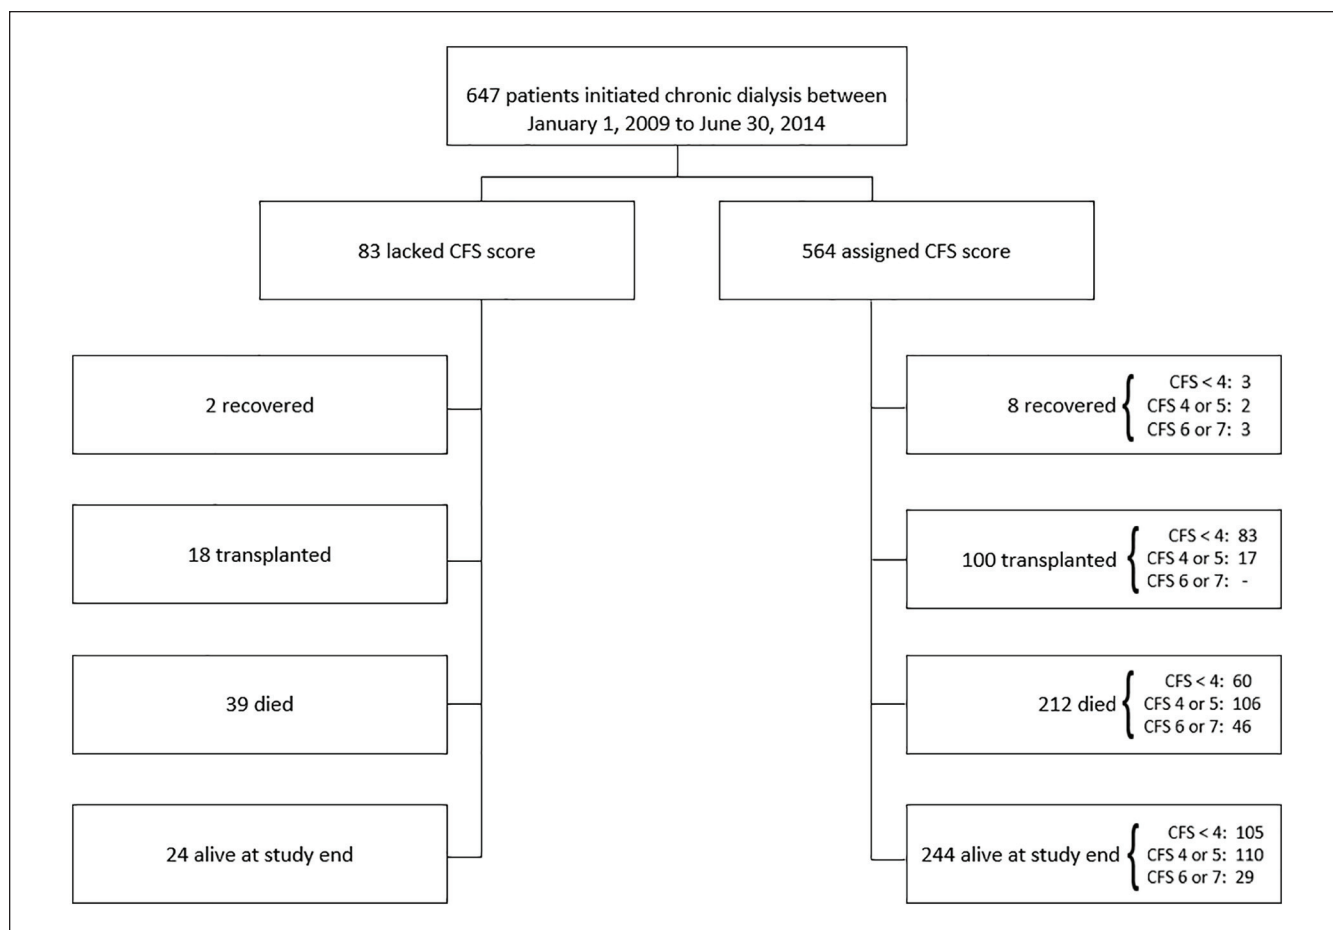 647 patients initiated chronic dialysis between
January 1, 2009 to June 30, 2014
83 lacked CFS score
564 assigned CFS score
2 recovered
18 transplanted
39 died
24 alive at study end
8 recovered
CFS < 4: 3
CFS 4 or 5: 2
CFS 6 or 7: 3
100 transplanted
CFS < 4: 83
CFS 4 or 5: 17
CFS 6 or 7: -
212 died
CFS < 4: 60
CFS 4 or 5: 106
CFS 6 or 7: 46
244 alive at study end
CFS < 4: 105
CFS 4 or 5: 110
CFS 6 or 7: 29